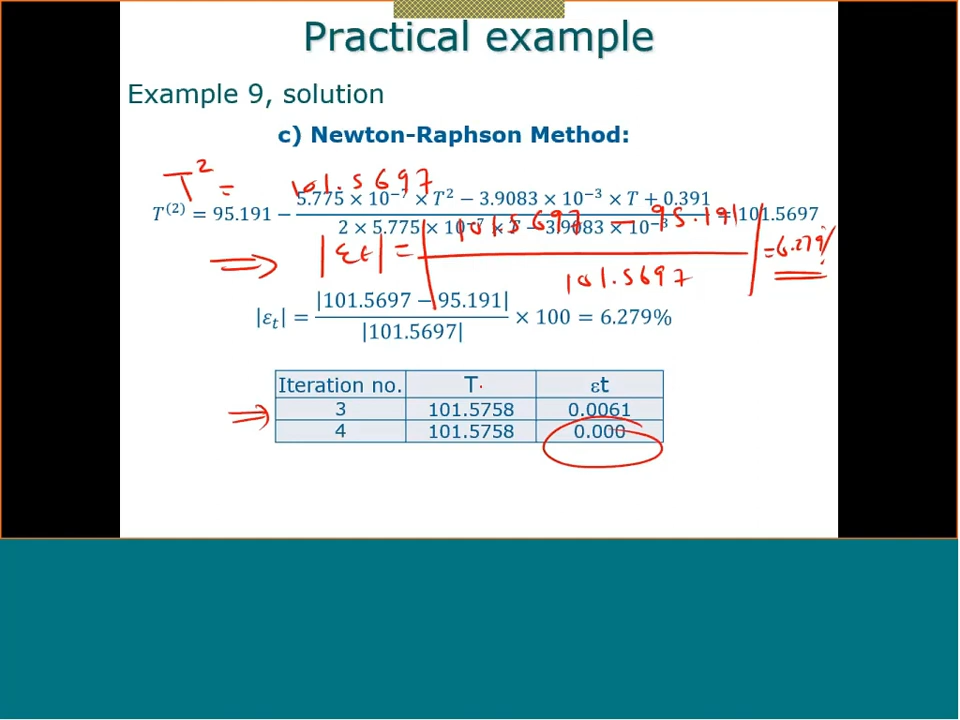 Practical example
Example 9, solution
c) Newton-Raphson Method:
T² = 101.5697
T⁽²⁾ = 95.191 − (5.775 × 10⁻⁷ × T² − 3.9083 × 10⁻³ × T + 0.391) / (2 × 5.775 × 10⁻⁷ × T − 3.9083 × 10⁻³) = 101.5697
⇒ |εt| = |101.5697 − 95.191 / 101.5697| = 6.279%
|εₜ| = |101.5697 − 95.191| / |101.5697| × 100 = 6.279%
Iteration no. T εt
⇒ 3 101.5758 0.0061
4 101.5758 0.000